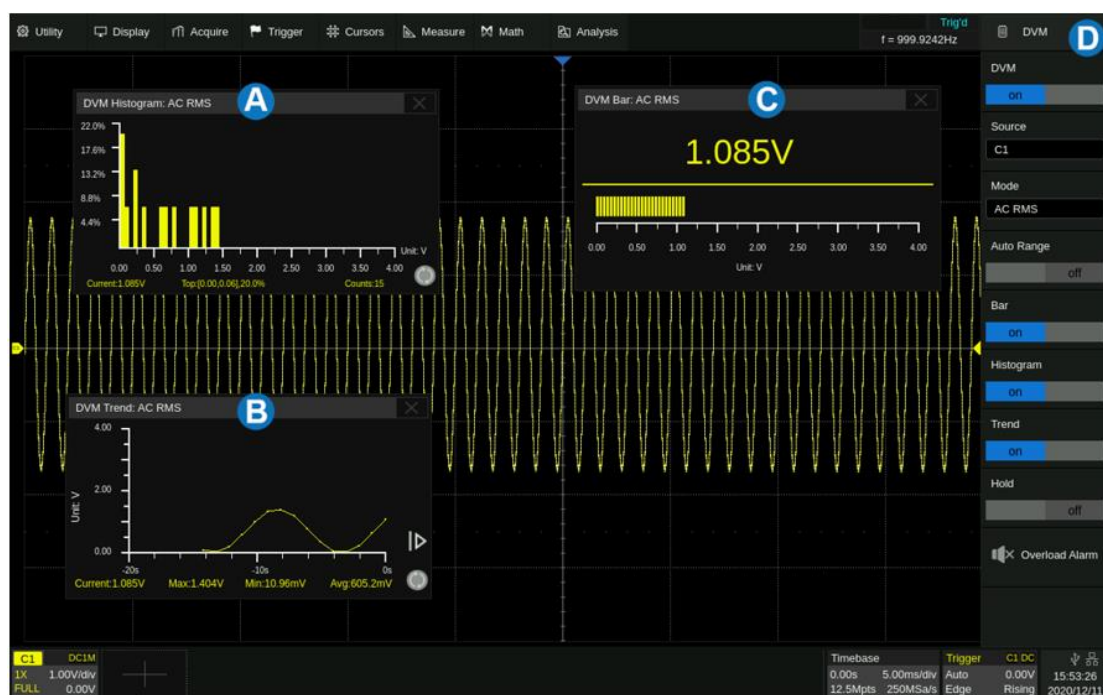 Utility Display Acquire Trigger Cursors Measure Math Analysis
Trig'd
f = 999.9242Hz
DVM
D
DVM
on
Source
C1
Mode
AC RMS
Auto Range
off
Bar
on
Histogram
on
Trend
on
Hold
off
Overload Alarm
DVM Histogram: AC RMS
A
22.0%
17.6%
13.2%
8.8%
4.4%
Unit: V
0.00 0.50 1.00 1.50 2.00 2.50 3.00 3.50 4.00
Current:1.085V Top:[0.00,0.06],20.0% Counts:15
DVM Bar: AC RMS
C
1.085V
0.00 0.50 1.00 1.50 2.00 2.50 3.00 3.50 4.00
Unit: V
DVM Trend: AC RMS
B
4.00
2.00
0.00
Unit: V
-20s -10s 0s
Current:1.085V Max:1.404V Min:10.96mV Avg:605.2mV
C1 DC1M
1X 1.00V/div
FULL 0.00V
Timebase
0.00s 5.00ms/div
12.5Mpts 250MSa/s
Trigger C1 DC
Auto 0.00V
Edge Rising
15:53:26
2020/12/11